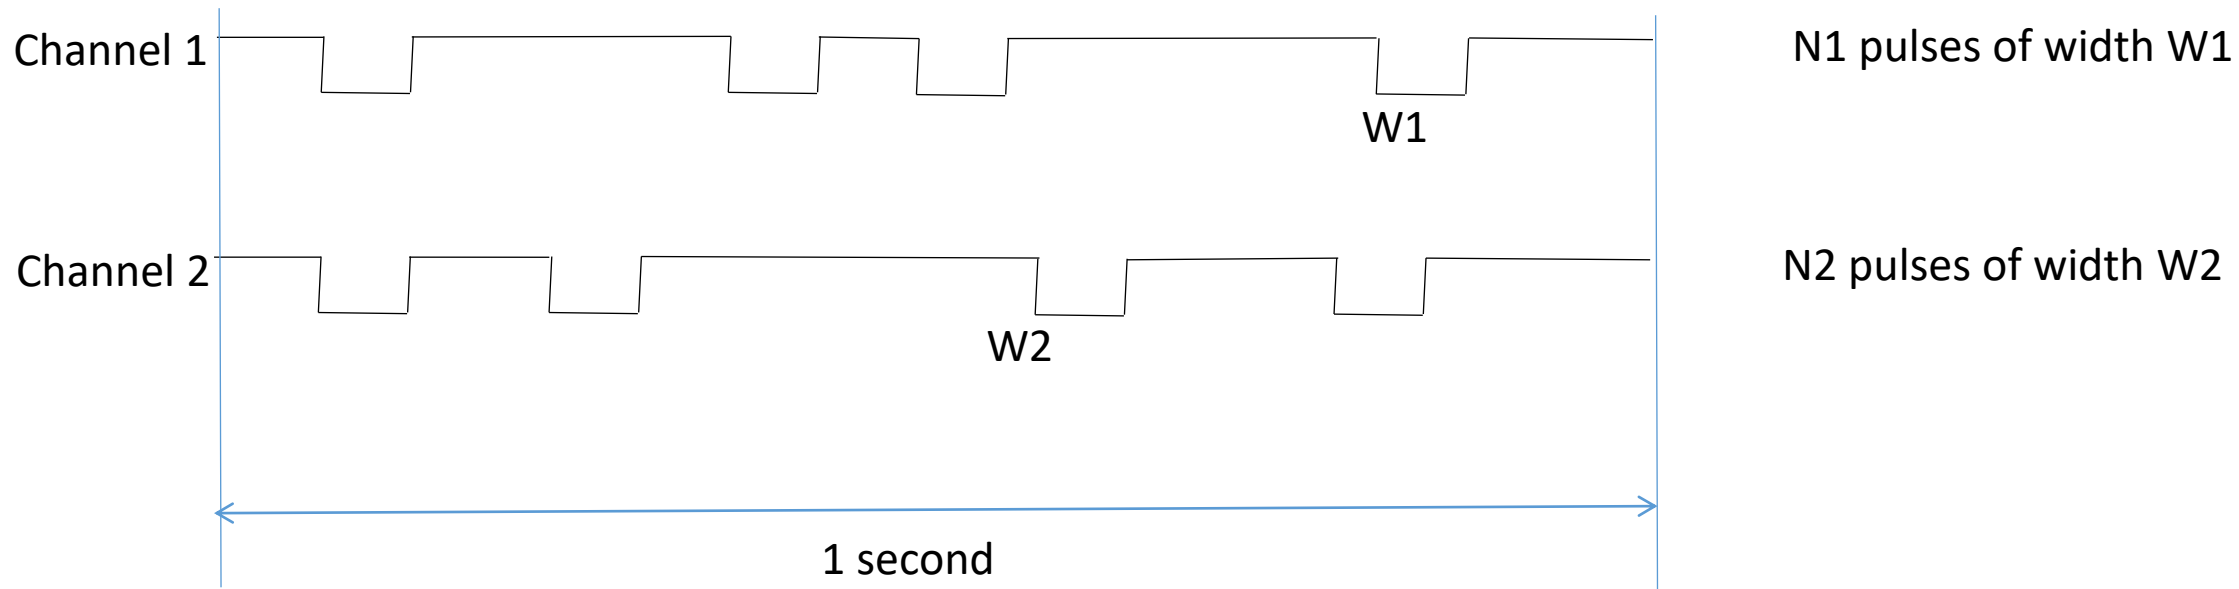 Channel 1
N1 pulses of width W1
W1
Channel 2
N2 pulses of width W2
W2
1 second